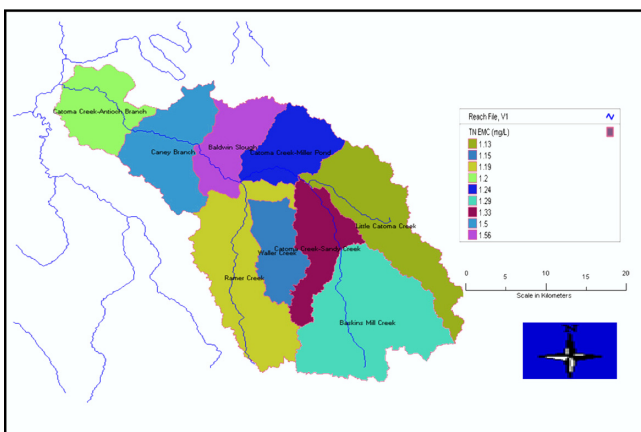 Catoma Creek-Antioch Branch
Caney Branch
Baldwin Slough
Catoma Creek-Miller Pond
Little Catoma Creek
Catoma Creek-Sandy Creek
Waller Creek
Ramer Creek
Baskins Mill Creek
Reach File, V1
TN EMC (mg/L)
1.13
1.15
1.19
1.2
1.24
1.29
1.33
1.5
1.56
0 5 10 15 20
Scale in Kilometers
N